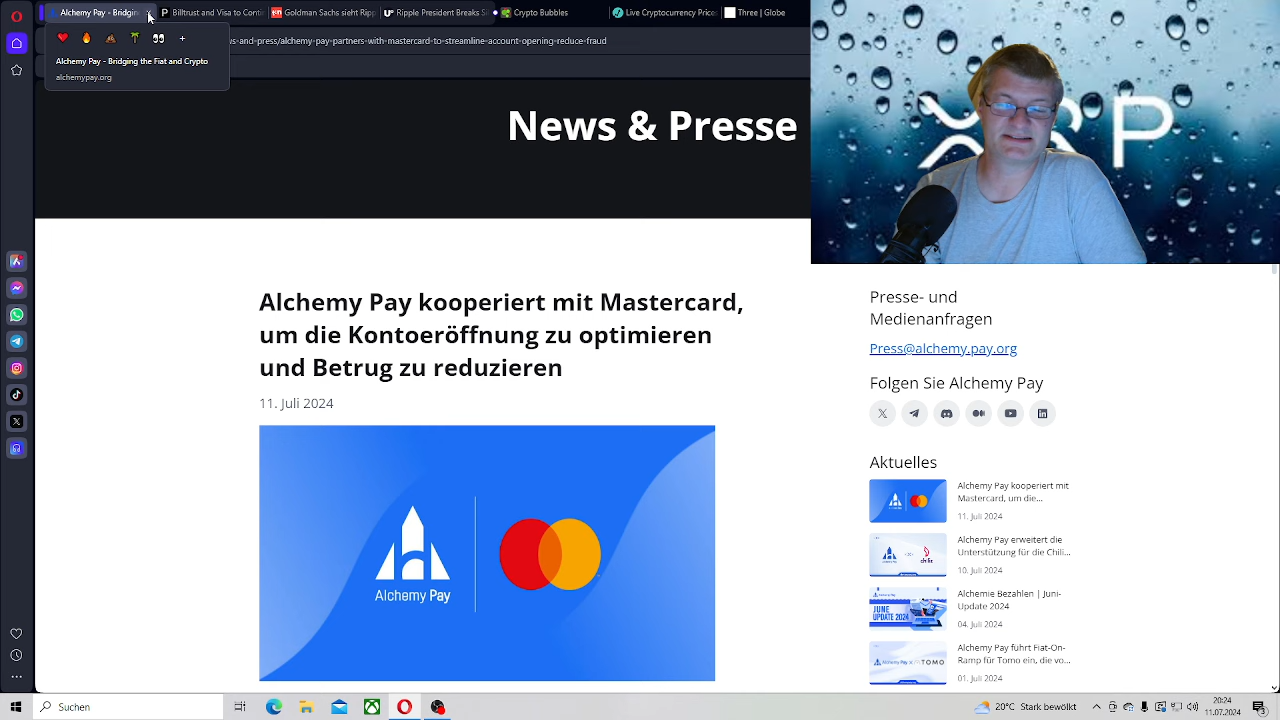 Alchemy Pay - Bridging
Billtrust and Visa to Conti
Goldman Sachs sieht Ripp
Ripple President Breaks S
Crypto Bubbles
Live Cryptocurrency Price
Three | Globe
s-and-press/alchemy-pay-partners-with-mastercard-to-streamline-account-opening-reduce-fraud
Alchemy Pay - Bridging the Fiat and Crypto
alchemypay.org
News & Presse
XRP
Alchemy Pay kooperiert mit Mastercard,
um die Kontoeröffnung zu optimieren
und Betrug zu reduzieren
11. Juli 2024
Alchemy Pay
Presse- und
Medienanfragen
Press@alchemy.pay.org
Folgen Sie Alchemy Pay
Aktuelles
Alchemy Pay kooperiert mit
Mastercard, um die...
11. Juli 2024
Alchemy Pay erweitert die
Unterstützung für die Chili...
10. Juli 2024
Alchemie Bezahlen | Juni-
Update 2024
04. Juli 2024
JUNE
UPDATE 2024
Alchemy Pay führt Fiat-On-
Ramp für Tomo ein, die vo...
01. Juli 2024
TOMO
Suchen
20°C Stark bewölkt
20:24
11.07.2024